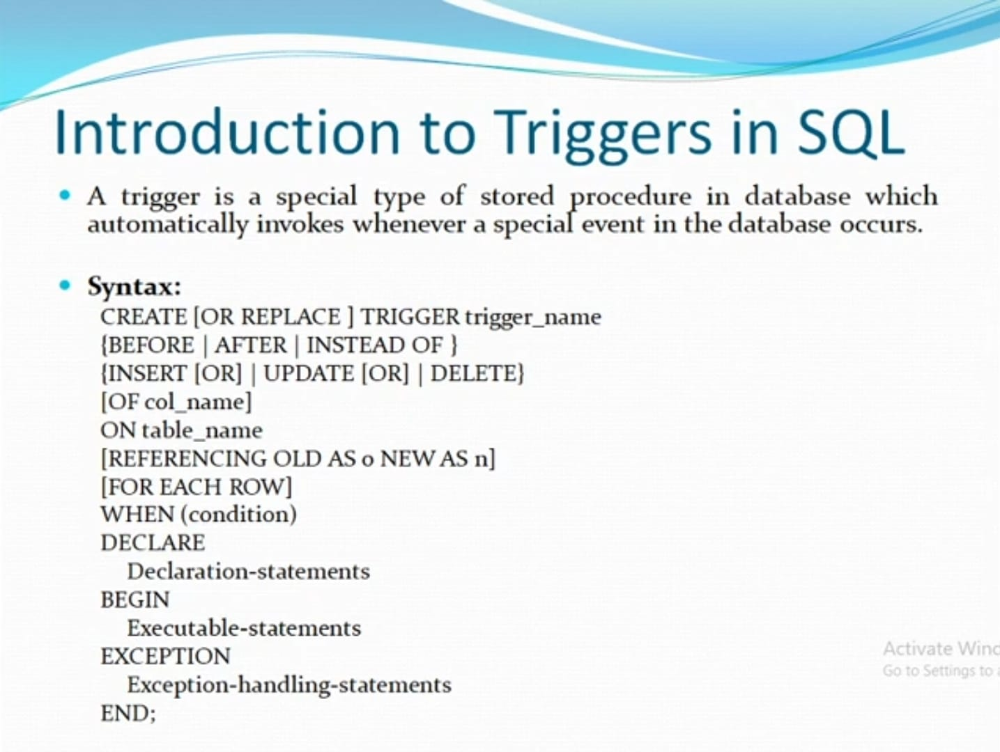 Introduction to Triggers in SQL
• A trigger is a special type of stored procedure in database which
automatically invokes whenever a special event in the database occurs.
• Syntax:
CREATE [OR REPLACE ] TRIGGER trigger_name
{BEFORE | AFTER | INSTEAD OF }
{INSERT [OR] | UPDATE [OR] | DELETE}
[OF col_name]
ON table_name
[REFERENCING OLD AS o NEW AS n]
[FOR EACH ROW]
WHEN (condition)
DECLARE
Declaration-statements
BEGIN
Executable-statements
EXCEPTION
Exception-handling-statements
END;
Activate Wind
Go to Settings to a